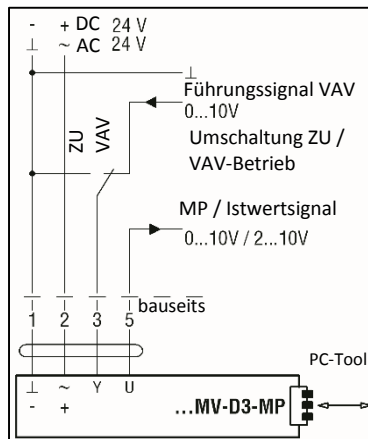 - + DC 24 V
⊥ ~ AC 24 V
⊥
Führungssignal VAV
0...10V
ZU
VAV
Umschaltung ZU /
VAV-Betrieb
MP / Istwertsignal
0...10V / 2...10V
bauseits
1 2 3 5
PC-Tool
⊥ ~ Y U
- +
...MV-D3-MP